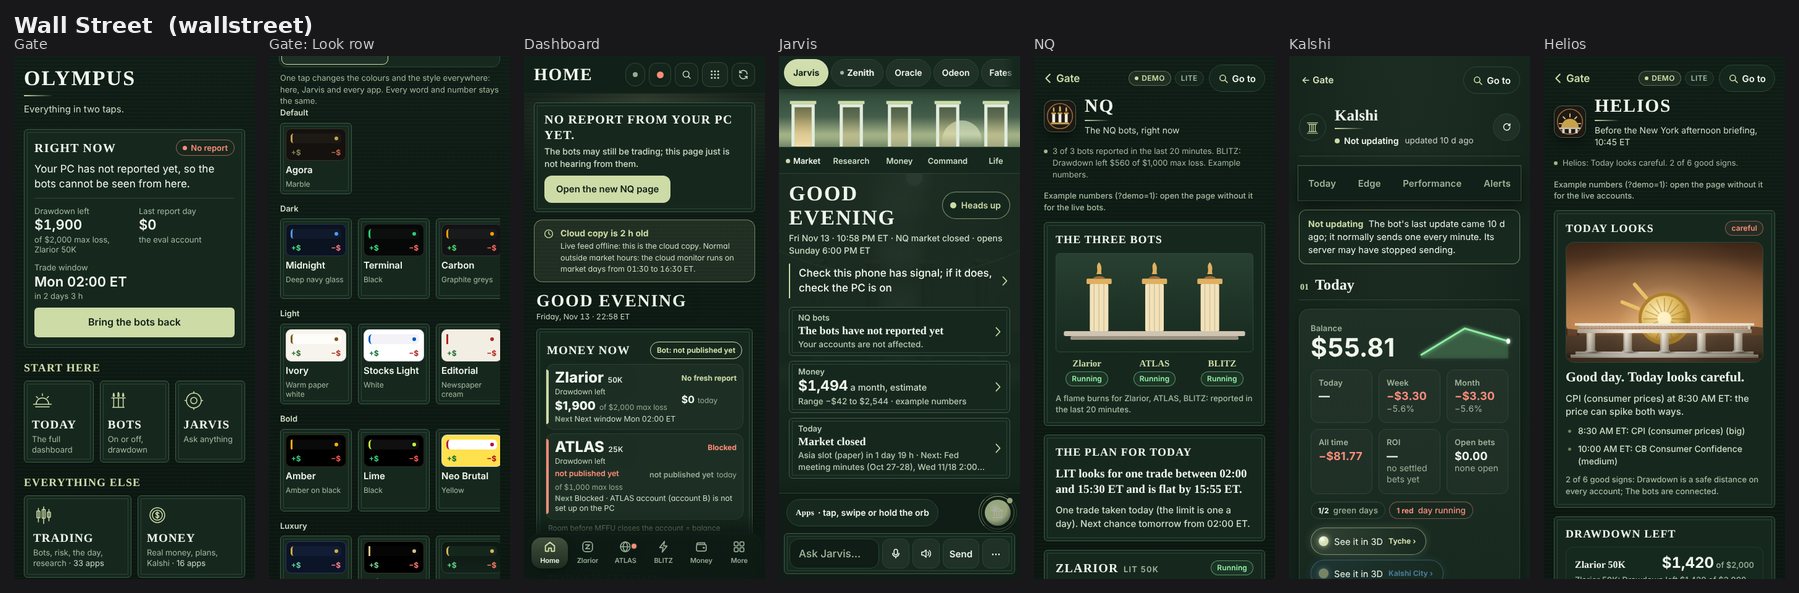 Wall Street (wallstreet)
Gate
OLYMPUS
Everything in two taps.
RIGHT NOW
No report
Your PC has not reported yet, so the
bots cannot be seen from here.
Drawdown left
Last report day
$1,900
$0
of $2,000 max loss,
Zlarior 50K
the eval account
Trade window
Mon 02:00 ET
in 2 days 3 h
Bring the bots back
START HERE
TODAY
The full
dashboard
BOTS
On or off,
drawdown
JARVIS
Ask anything
EVERYTHING ELSE
TRADING
Bots, risk, the day,
research · 33 apps
MONEY
Real money, plans,
Kalshi · 16 apps
Gate: Look row
One tap changes the colours and the style everywhere:
here, Jarvis and every app. Every word and number stays
the same.
Default
+$ −$
Agora
Marble
Dark
+$ −$
+$ −$
+$ −$
Midnight
Deep navy glass
Terminal
Black
Carbon
Graphite greys
Light
+$ −$
+$ −$
+$ −$
Ivory
Warm paper
white
Stocks Light
White
Editorial
Newspaper
cream
Bold
+$ −$
+$ −$
+$ −$
Amber
Amber on black
Lime
Black
Neo Brutal
Yellow
Luxury
+$ −$
+$ −$
+$ −$
Dashboard
HOME
NO REPORT FROM YOUR PC
YET.
The bots may still be trading; this page just is
not hearing from them.
Open the new NQ page
Cloud copy is 2 h old
Live feed offline: this is the cloud copy. Normal
outside market hours: the cloud monitor runs on
market days from 01:30 to 16:30 ET.
GOOD EVENING
Friday, Nov 13 · 22:58 ET
MONEY NOW
Bot: not published yet
Zlarior 50K
No fresh report
Drawdown left
$0 today
$1,900 of $2,000 max loss
Next Next window Mon 02:00 ET
ATLAS 25K
Blocked
Drawdown left
not published yet
not published yet today
of $1,000 max loss
Next Blocked · ATLAS account (account B) is not
set up on the PC
Room before MFFU closes the account = balance
Home
Zlarior
ATLAS
BLITZ
Money
More
Jarvis
Jarvis
Zenith
Oracle
Odeon
Fates
Market
Research
Money
Command
Life
GOOD
EVENING
Heads up
Fri Nov 13 · 10:58 PM ET · NQ market closed · opens
Sunday 6:00 PM ET
Check this phone has signal; if it does,
check the PC is on
NQ bots
The bots have not reported yet
Your accounts are not affected.
Money
$1,494 a month, estimate
Range −$42 to $2,544 · example numbers
Today
Market closed
Asia slot (paper) in 1 day 19 h · Next: Fed
meeting minutes (Oct 27-28), Wed 11/18 2:00...
Apps · tap, swipe or hold the orb
Ask Jarvis...
Send
NQ
Gate
DEMO
LITE
Go to
NQ
The NQ bots, right now
3 of 3 bots reported in the last 20 minutes. BLITZ:
Drawdown left $560 of $1,000 max loss. Example
numbers.
Example numbers (?demo=1): open the page without it
for the live bots.
THE THREE BOTS
Zlarior
ATLAS
BLITZ
Running
Running
Running
A flame burns for Zlarior, ATLAS, BLITZ: reported in
the last 20 minutes.
THE PLAN FOR TODAY
LIT looks for one trade between 02:00
and 15:30 ET and is flat by 15:55 ET.
One trade taken today (the limit is one a
day). Next chance tomorrow from 02:00 ET.
ZLARIOR LIT 50K
Running
Kalshi
Gate
Go to
Kalshi
Not updating updated 10 d ago
Today
Edge
Performance
Alerts
Not updating The bot's last update came 10 d
ago; it normally sends one every minute. Its
server may have stopped sending.
01 Today
Balance
$55.81
Today
—
Week
−$3.30
−5.6%
Month
−$3.30
−5.6%
All time
−$81.77
ROI
—
no settled
bets yet
Open bets
$0.00
none open
1/2 green days
1 red day running
See it in 3D Tyche ›
See it in 3D Kalshi City ›
Helios
Gate
DEMO
LITE
Go to
HELIOS
Before the New York afternoon briefing,
10:45 ET
Helios: Today looks careful. 2 of 6 good signs.
Example numbers (?demo=1): open the page without it
for the live accounts.
TODAY LOOKS
careful
Good day. Today looks careful.
CPI (consumer prices) at 8:30 AM ET: the
price can spike both ways.
8:30 AM ET: CPI (consumer prices) (big)
10:00 AM ET: CB Consumer Confidence
(medium)
2 of 6 good signs: Drawdown is a safe distance on
every account; The bots are connected.
DRAWDOWN LEFT
Zlarior 50K
$1,420 of $2,000